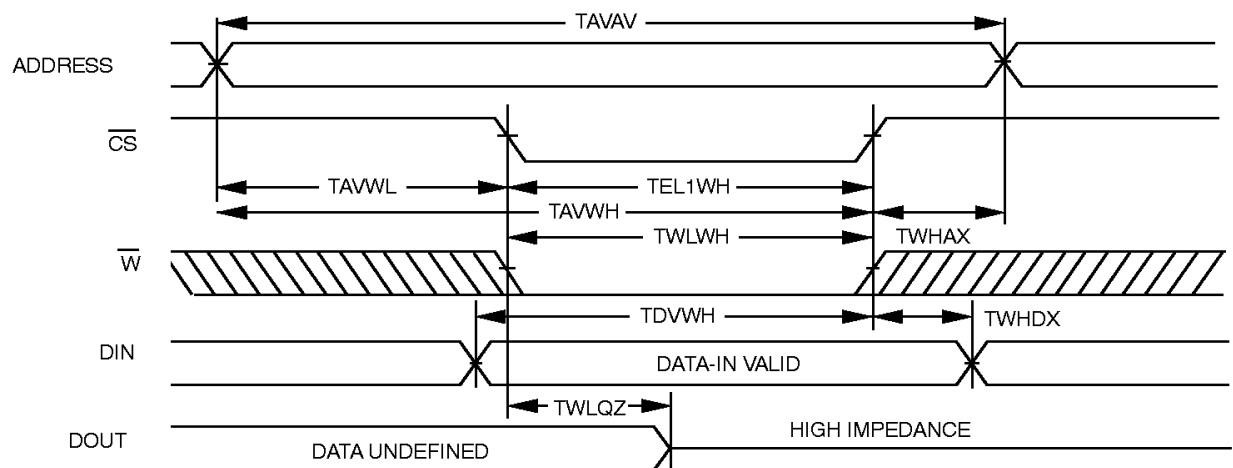 TAVAV
ADDRESS
CS
TAVWL
TEL1WH
TAVWH
TWLWH
TWHAX
W
TDVWH
TWHDX
DIN
DATA-IN VALID
TWLQZ
DOUT
DATA UNDEFINED
HIGH IMPEDANCE